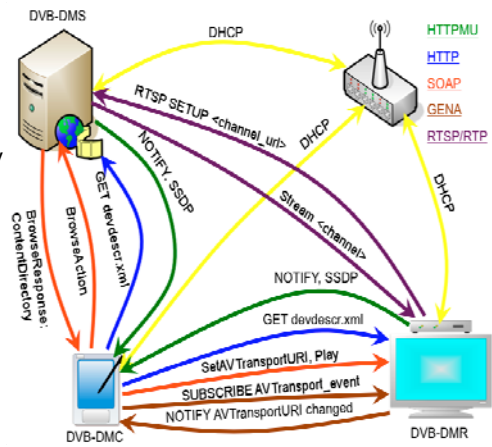 DVB-DMS
HTTPMU
HTTP
SOAP
GENA
RTSP/RTP
DHCP
RTSP SETUP <channel_url>
DHCP
DHCP
NOTIFY, SSDP
GET devdescr.xml
Stream <channel>
BrowseResponse;
ContentDirectory
BrowseAction
NOTIFY, SSDP
GET devdescr.xml
SetAVTransportURI, Play
SUBSCRIBE AVTransport_event
NOTIFY AVTransportURI changed
DVB-DMC
DVB-DMR